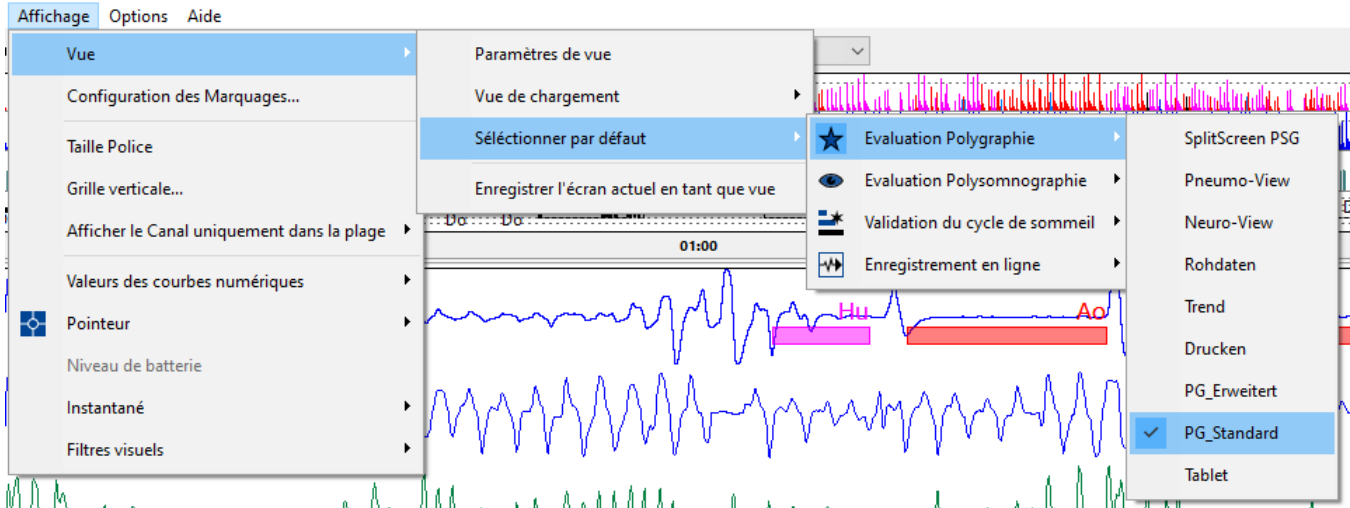 Affichage Options Aide
Vue
Configuration des Marquages...
Taille Police
Grille verticale...
Afficher le Canal uniquement dans la plage
Valeurs des courbes numériques
Pointeur
Niveau de batterie
Instantané
Filtres visuels
Paramètres de vue
Vue de chargement
Séléctionner par défaut
Enregistrer l'écran actuel en tant que vue
Evaluation Polygraphie
Evaluation Polysomnographie
Validation du cycle de sommeil
Enregistrement en ligne
SplitScreen PSG
Pneumo-View
Neuro-View
Rohdaten
Trend
Drucken
PG_Erweitert
PG_Standard
Tablet
Do Do
01:00
Hu
Ao